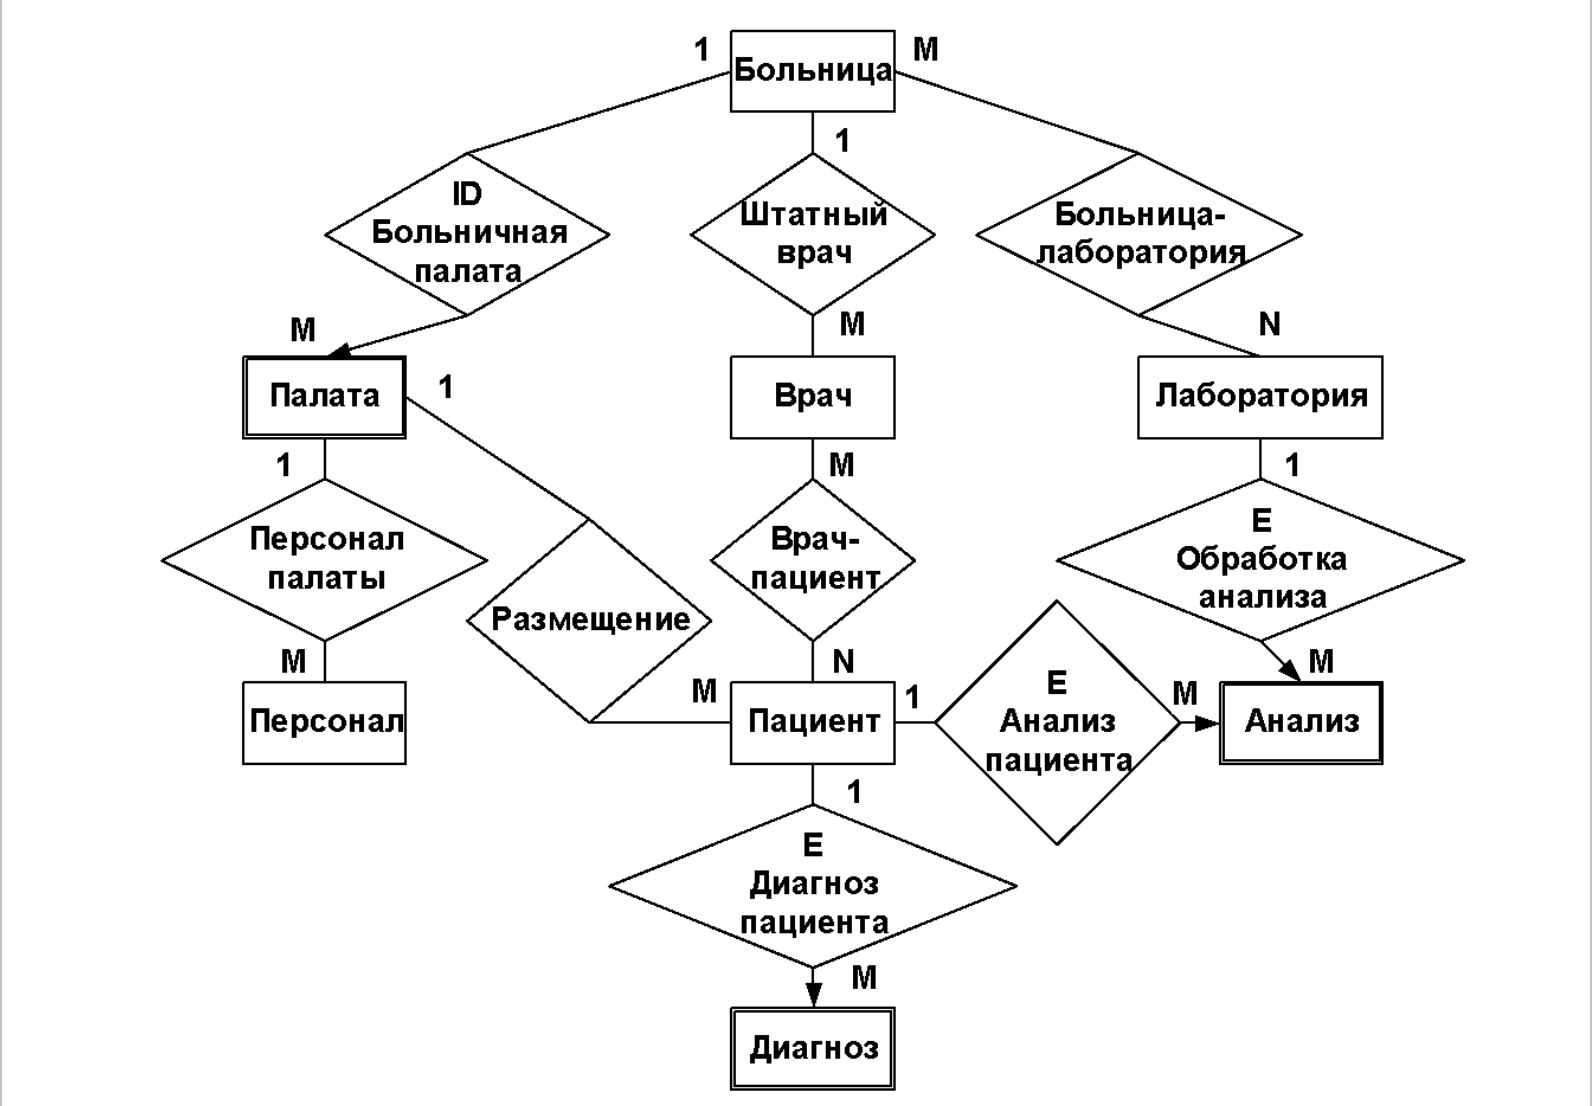 1
Больница
M
1
ID
Больничная
палата
Штатный
врач
Больница-
лаборатория
M
M
N
Палата
1
Врач
Лаборатория
1
M
1
Персонал
палаты
Размещение
Врач-
пациент
E
Обработка
анализа
M
N
M
Персонал
M
Пациент
1
E
Анализ
пациента
M
Анализ
1
E
Диагноз
пациента
M
Диагноз